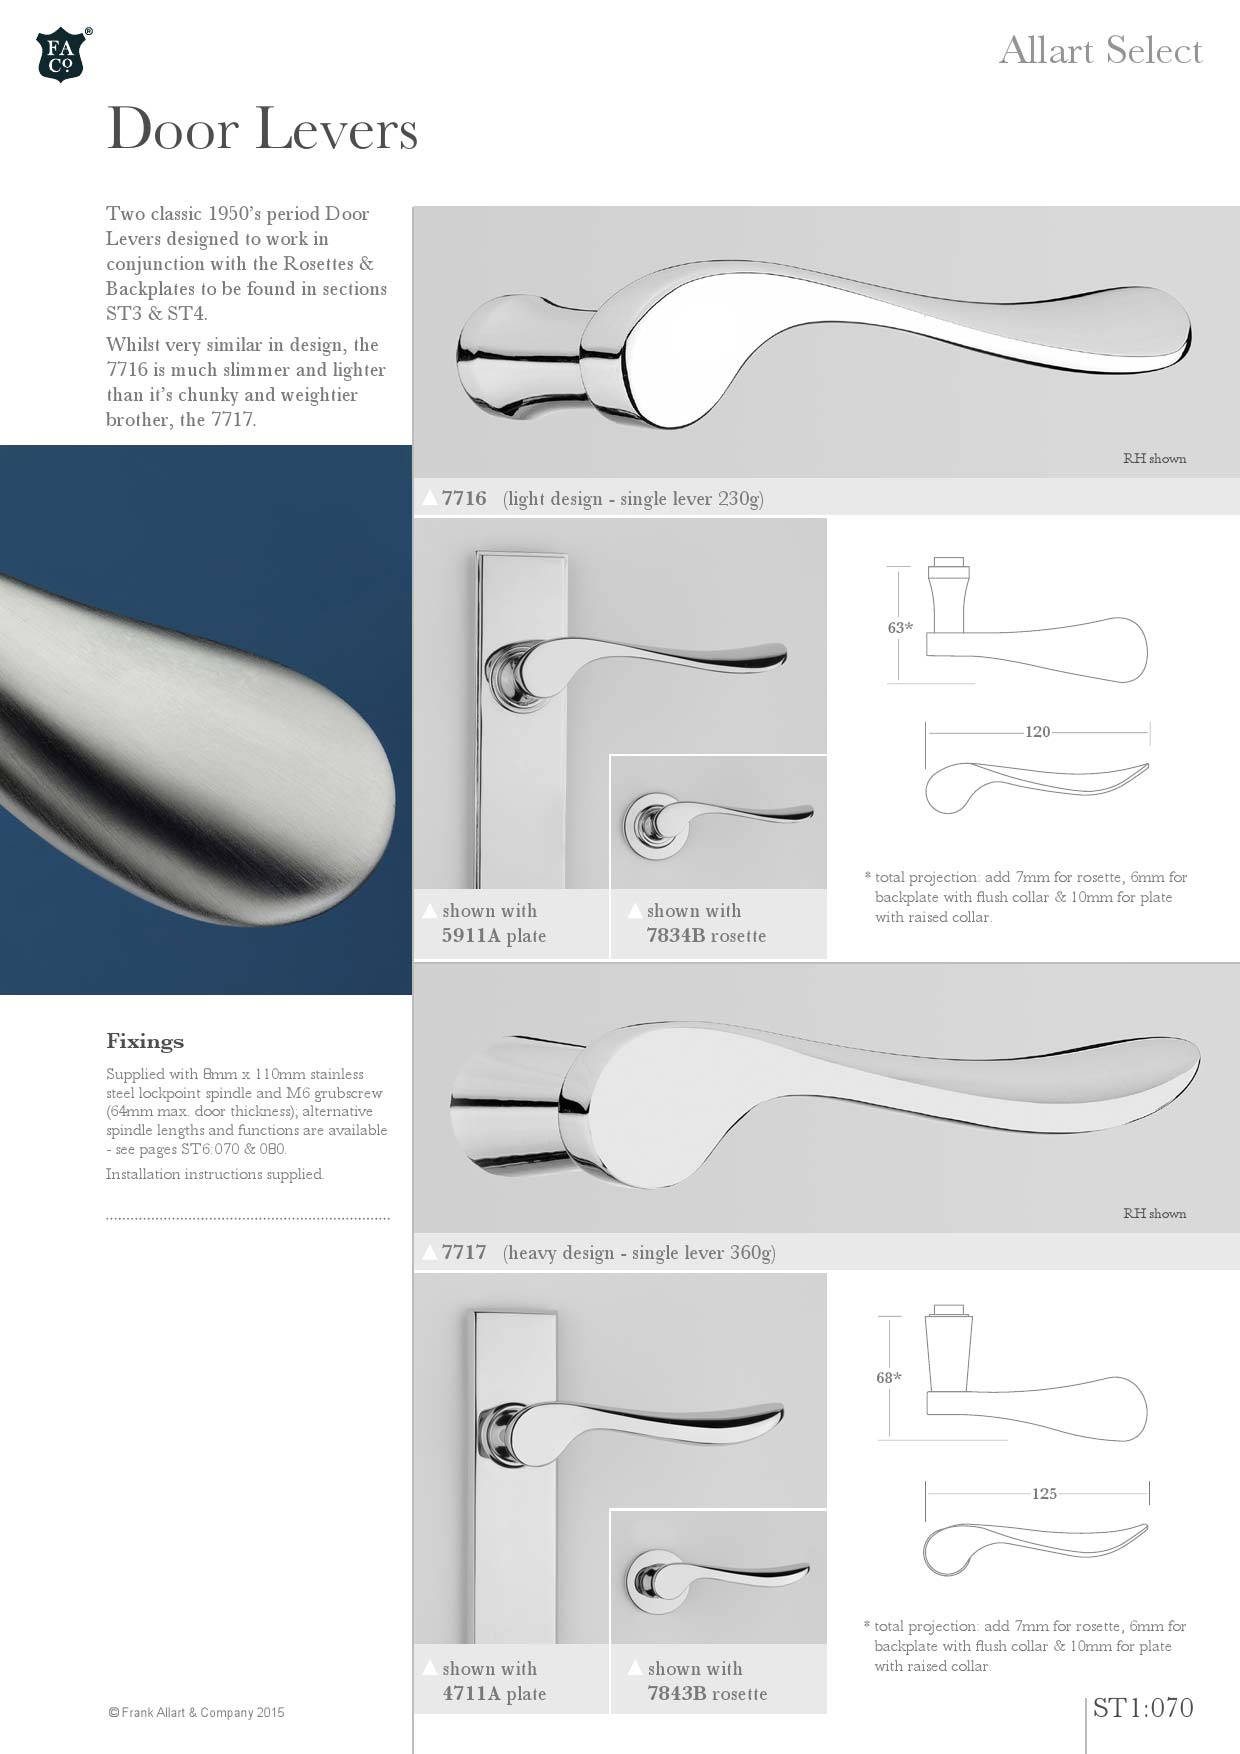 FA
Co.
®
Allart Select
Door Levers
Two classic 1950's period Door
Levers designed to work in
conjunction with the Rosettes &
Backplates to be found in sections
ST3 & ST4.
Whilst very similar in design, the
7716 is much slimmer and lighter
than it's chunky and weightier
brother, the 7717.
RH shown
7716 (light design - single lever 230g)
63*
120
shown with
5911A plate
shown with
7834B rosette
* total projection: add 7mm for rosette, 6mm for
backplate with flush collar & 10mm for plate
with raised collar.
Fixings
Supplied with 8mm x 110mm stainless
steel lockpoint spindle and M6 grubscrew
(64mm max. door thickness); alternative
spindle lengths and functions are available
- see pages ST6:070 & 080.
Installation instructions supplied.
RH shown
7717 (heavy design - single lever 360g)
68*
125
shown with
4711A plate
shown with
7843B rosette
* total projection: add 7mm for rosette, 6mm for
backplate with flush collar & 10mm for plate
with raised collar.
© Frank Allart & Company 2015
ST1:070